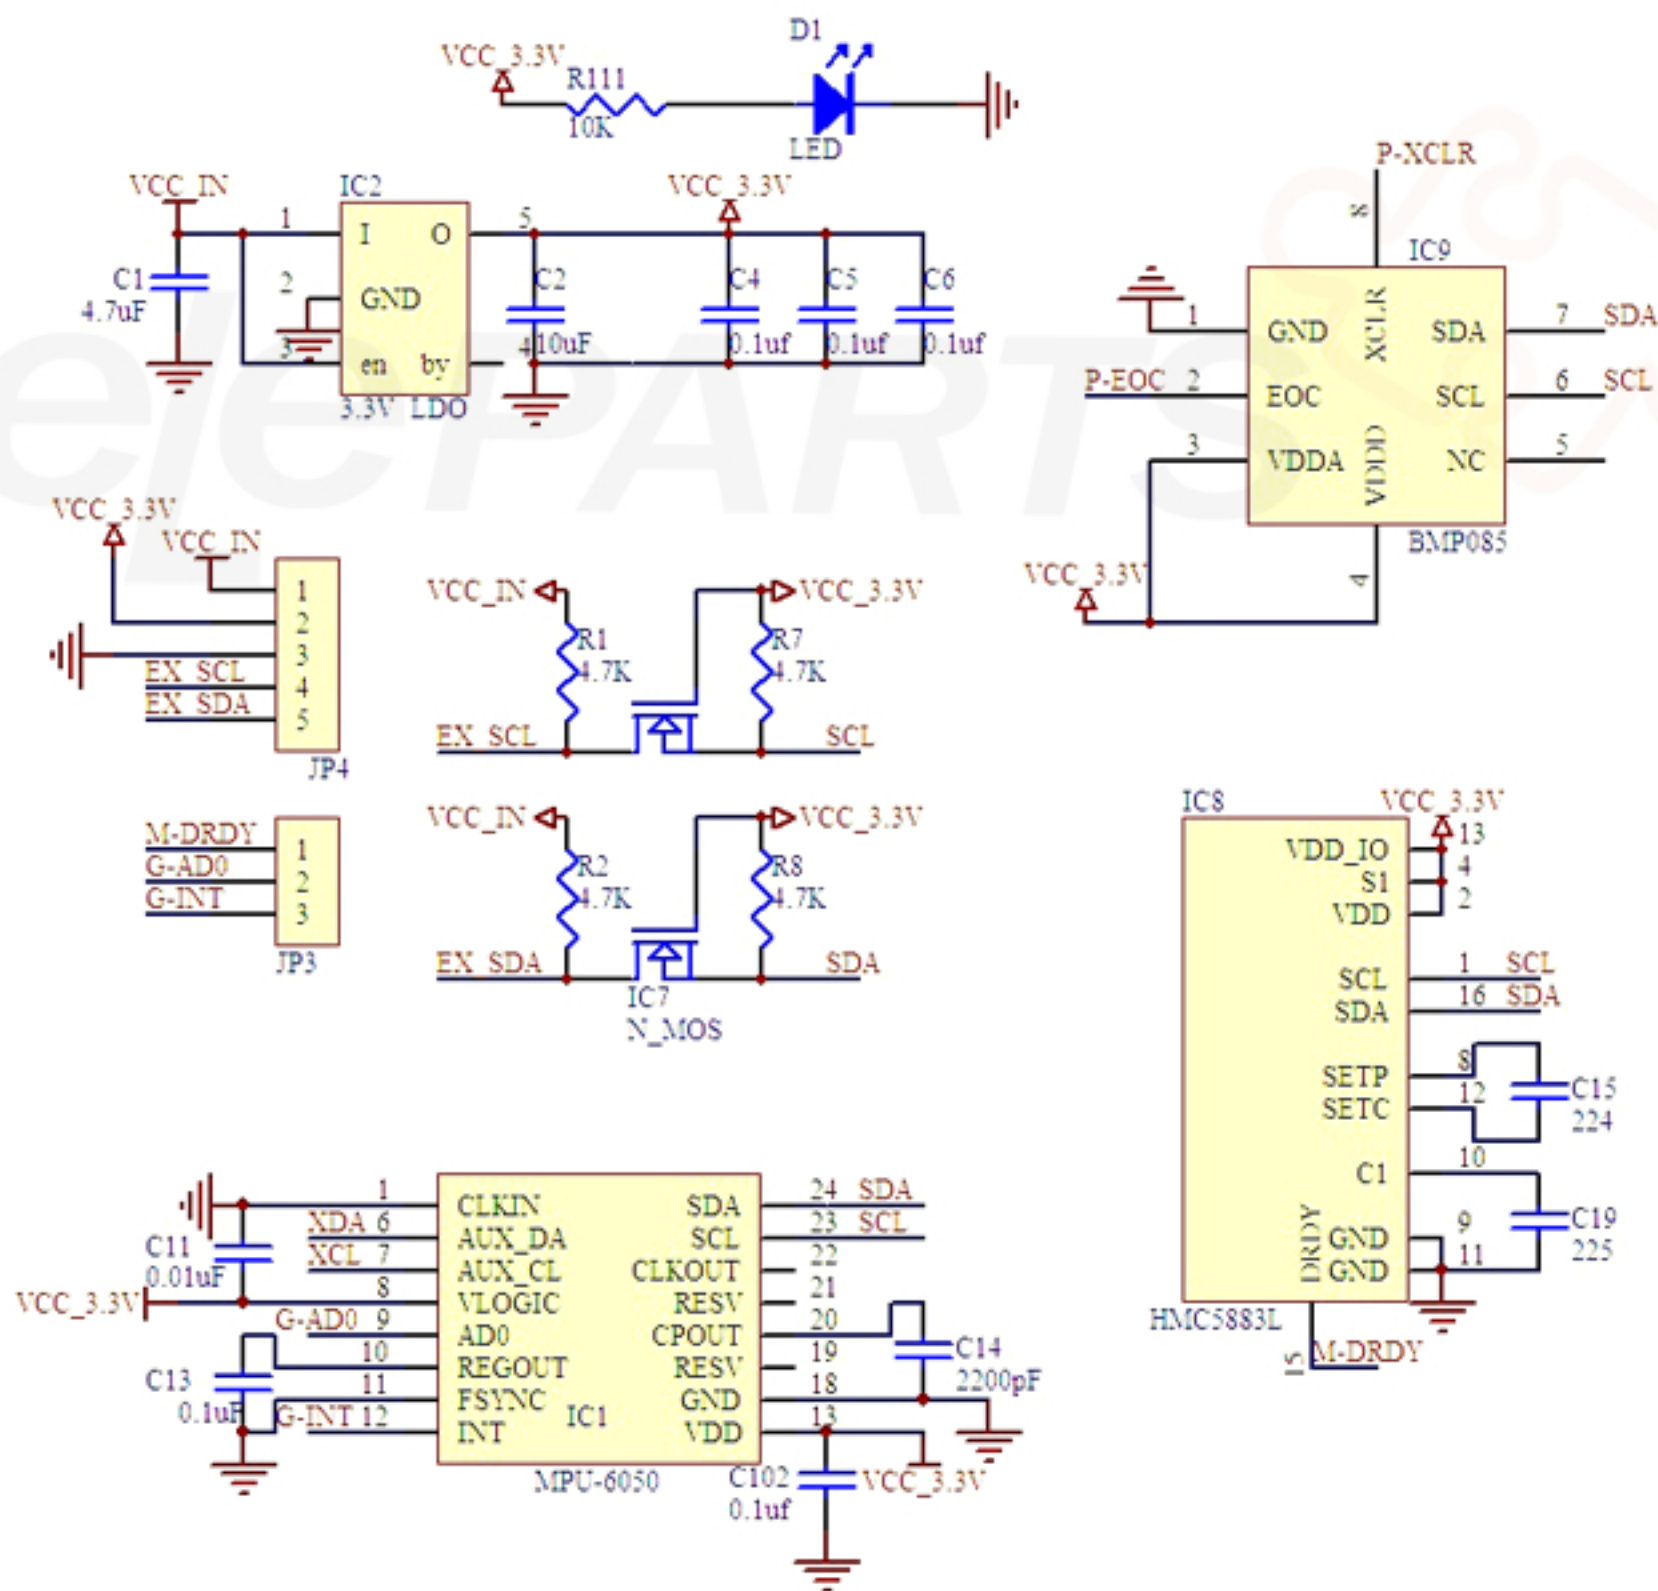 D1
VCC_3.3V
R111
10K
LED
VCC_IN
IC2
VCC_3.3V
1
I
O
5
C1
4.7uF
2
GND
C2
10uF
C4
0.1uf
C5
0.1uf
C6
0.1uf
3
en
by
4
3.3V LDO
P-XCLR
8
IC9
1
GND
XCLR
SDA
7
SDA
P-EOC
2
EOC
SCL
6
SCL
3
VDDA
VDDD
NC
5
BMP085
VCC_3.3V
4
elePARTS
VCC_3.3V
VCC_IN
1
2
3
EX_SCL
4
EX_SDA
5
JP4
VCC_IN
VCC_3.3V
R1
4.7K
R7
4.7K
EX_SCL
SCL
M-DRDY
1
G-AD0
2
G-INT
3
JP3
VCC_IN
VCC_3.3V
R2
4.7K
R8
4.7K
EX_SDA
SDA
IC7
N_MOS
IC8
VCC_3.3V
VDD_IO
13
S1
4
VDD
2
SCL
1
SCL
SDA
16
SDA
SETP
8
SETC
12
C15
224
C1
10
C19
225
GND
9
GND
11
DRDY
HMC5883L
15
M-DRDY
1
CLKIN
SDA
24
SDA
XDA
6
AUX_DA
SCL
23
SCL
C11
0.01uF
XCL
7
AUX_CL
CLKOUT
22
VCC_3.3V
8
VLOGIC
RESV
21
G-AD0
9
AD0
CPOUT
20
10
REGOUT
RESV
19
C14
2200pF
C13
0.1uF
11
FSYNC
GND
18
G-INT
12
INT
IC1
VDD
13
MPU-6050
C102
0.1uf
VCC_3.3V